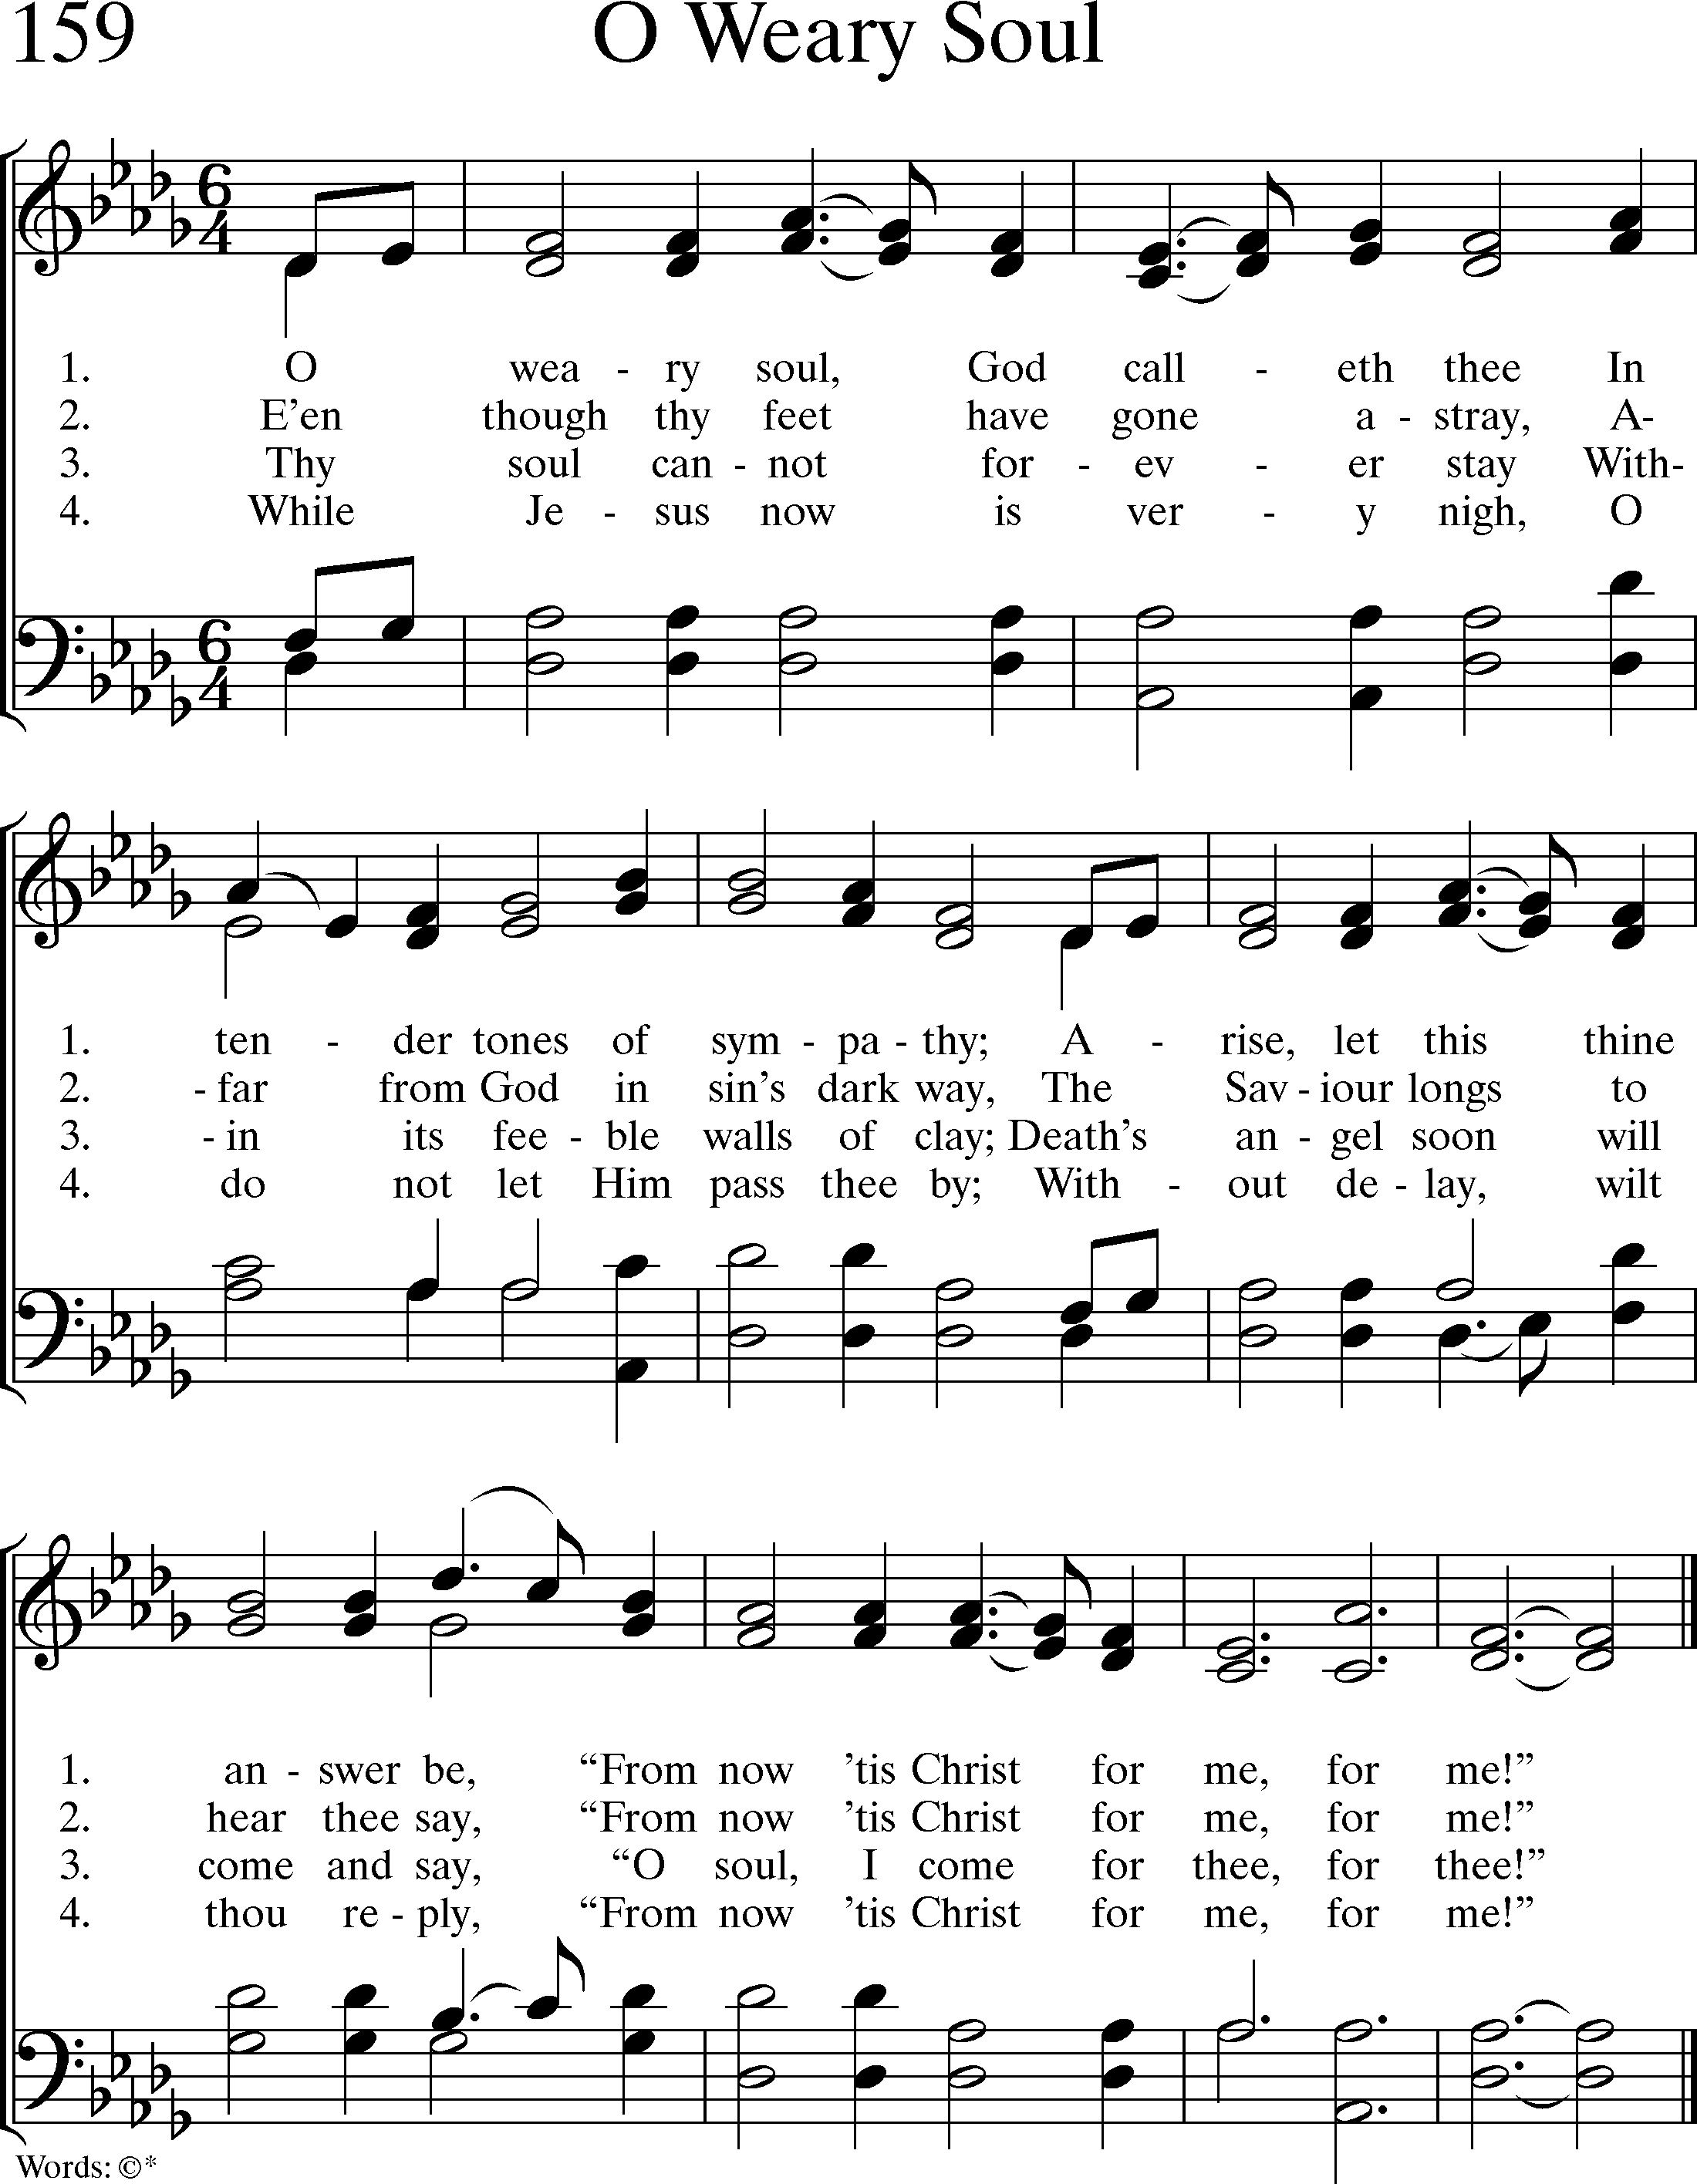 159 O Weary Soul
6 4
1. O wea - ry soul, God call - eth thee In
2. E’en though thy feet have gone a - stray, A-
3. Thy soul can - not for - ev - er stay With-
4. While Je - sus now is ver - y nigh, O
6 4
1. ten - der tones of sym - pa - thy; A - rise, let this thine
2. - far from God in sin’s dark way, The Sav - iour longs to
3. - in its fee - ble walls of clay; Death’s an - gel soon will
4. do not let Him pass thee by; With - out de - lay, wilt
1. an - swer be, “From now ’tis Christ for me, for me!”
2. hear thee say, “From now ’tis Christ for me, for me!”
3. come and say, “O soul, I come for thee, for thee!”
4. thou re - ply, “From now ’tis Christ for me, for me!”
Words: ©*